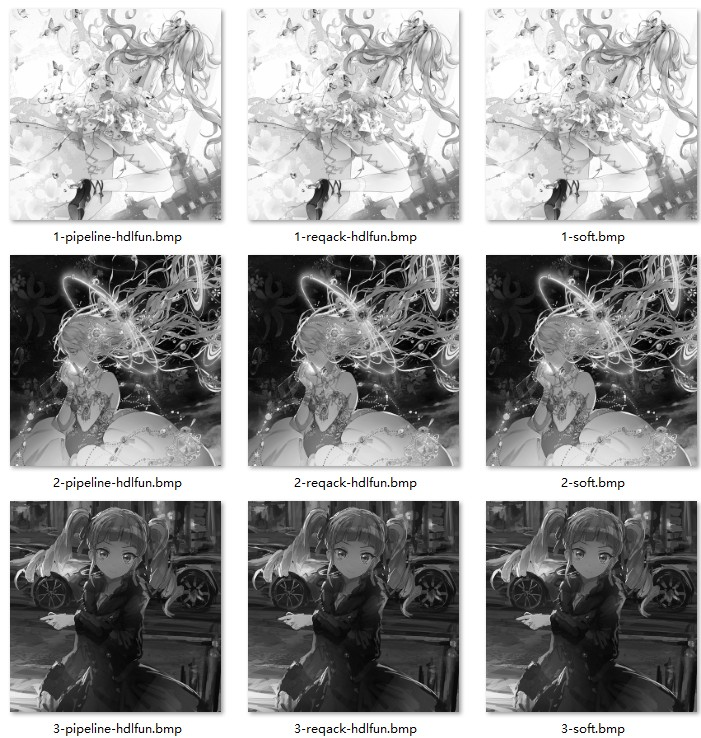 1-pipeline-hdlfun.bmp
1-reqack-hdlfun.bmp
1-soft.bmp
2-pipeline-hdlfun.bmp
2-reqack-hdlfun.bmp
2-soft.bmp
3-pipeline-hdlfun.bmp
3-reqack-hdlfun.bmp
3-soft.bmp